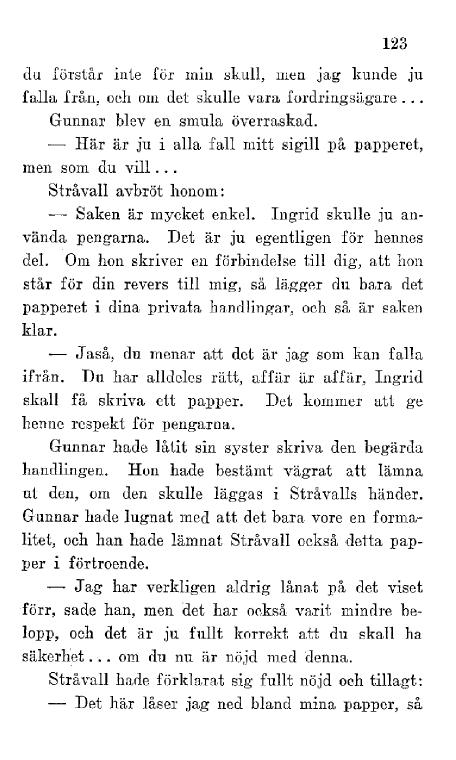 123
du förstår inte för min skull, men jag kunde ju
falla från, och om det skulle vara fordringsägare...
Gunnar blev en smula överraskad.
— Här är ju i alla fall mitt sigill på papperet,
men som du vill...
Stråvall avbröt honom:
— Saken är mycket enkel. Ingrid skulle ju an-
vända pengarna. Det är ju egentligen för hennes
del. Om hon skriver en förbindelse till dig, att hon
står för din revers till mig, så lägger du bara det
papperet i dina privata handlingar, och så är saken
klar.
— Jaså, du menar att det är jag som kan falla
ifrån. Du har alldeles rätt, affär är affär, Ingrid
skall få skriva ett papper. Det kommer att ge
henne respekt för pengarna.
Gunnar hade låtit sin syster skriva den begärda
handlingen. Hon hade bestämt vägrat att lämna
ut den, om den skulle läggas i Stråvalls händer.
Gunnar hade lugnat med att det bara vore en forma-
litet, och han hade lämnat Stråvall också detta pap-
per i förtroende.
— Jag har verkligen aldrig lånat på det viset
förr, sade han, men det har också varit mindre be-
lopp, och det är ju fullt korrekt att du skall ha
säkerhet... om du nu är nöjd med denna.
Stråvall hade förklarat sig fullt nöjd och tillagt:
— Det här låser jag ned bland mina papper, så